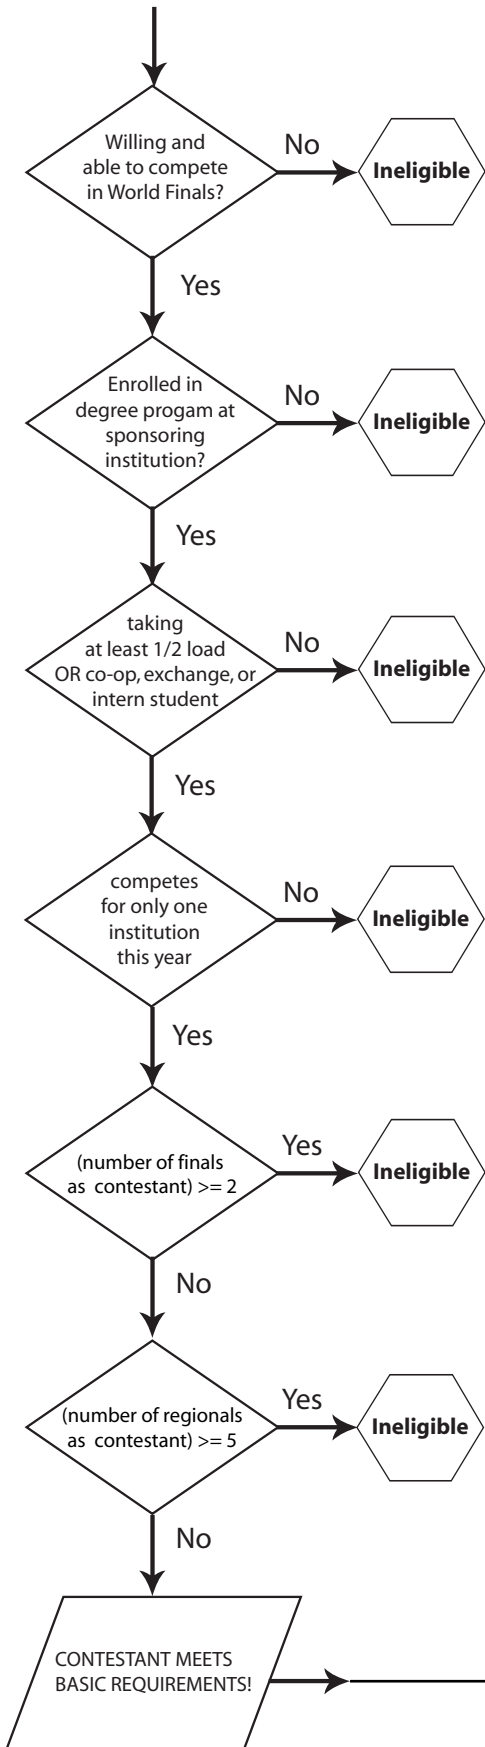 Willing and
able to compete
in World Finals?
No
Ineligible
Yes
Enrolled in
degree progam at
sponsoring
institution?
No
Ineligible
Yes
taking
at least 1/2 load
OR co-op, exchange, or
intern student
No
Ineligible
Yes
competes
for only one
institution
this year
No
Ineligible
Yes
(number of finals
as contestant) >= 2
Yes
Ineligible
No
(number of regionals
as contestant) >= 5
Yes
Ineligible
No
CONTESTANT MEETS
BASIC REQUIREMENTS!